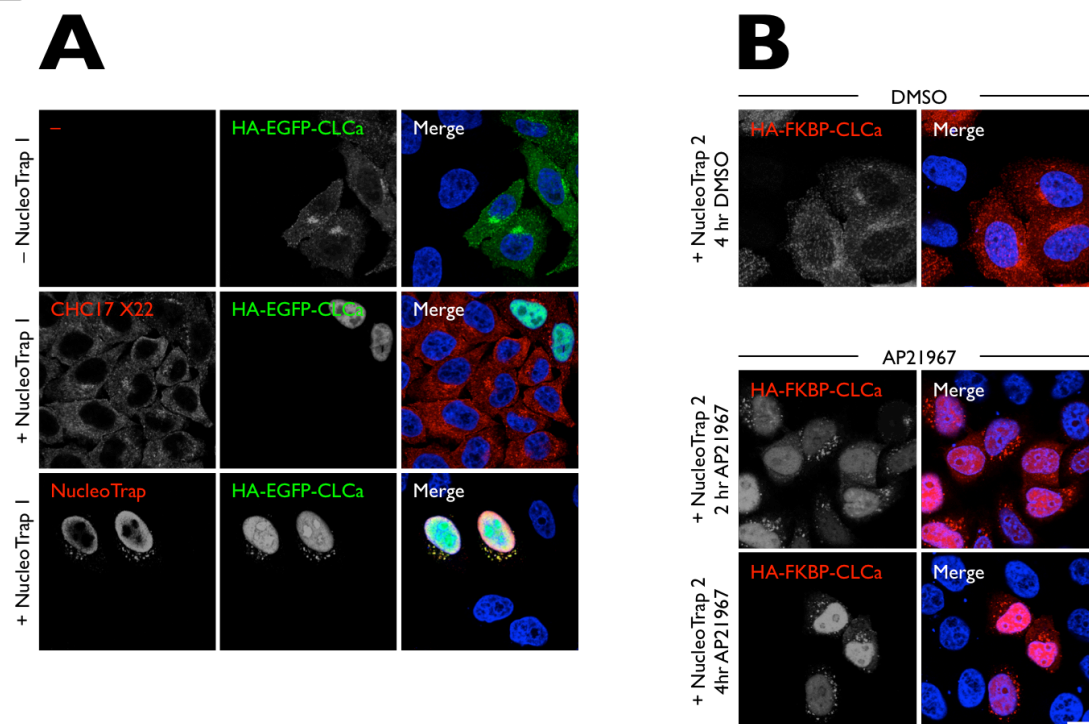 A
B
– NucleoTrap 1
–
HA-EGFP-CLCa
Merge
+ NucleoTrap 1
CHC17 X22
HA-EGFP-CLCa
Merge
+ NucleoTrap 1
NucleoTrap
HA-EGFP-CLCa
Merge
DMSO
+ NucleoTrap 2
4 hr DMSO
HA-FKBP-CLCa
Merge
AP21967
+ NucleoTrap 2
2 hr AP21967
HA-FKBP-CLCa
Merge
+ NucleoTrap 2
4hr AP21967
HA-FKBP-CLCa
Merge